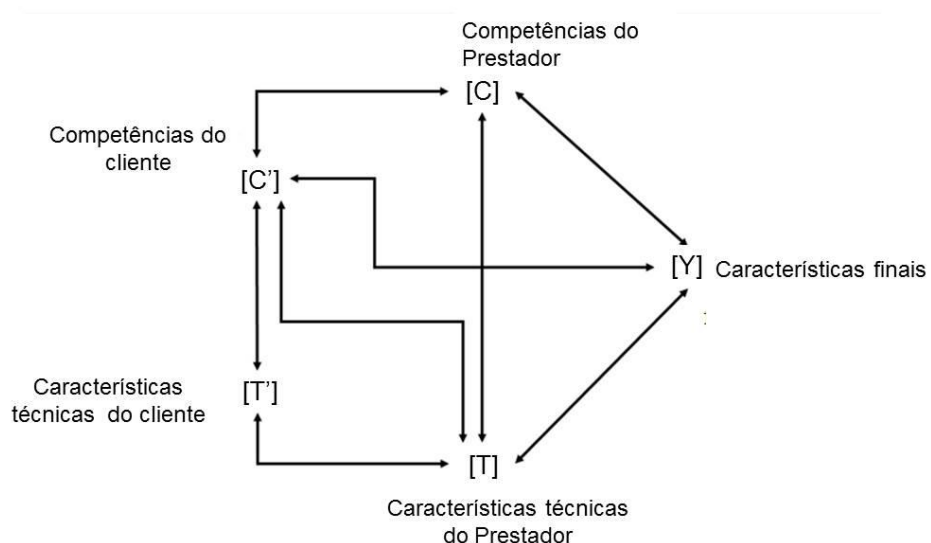 Competências do
Prestador
[C]
Competências do
cliente
[C’]
[Y] Características finais
Características
técnicas do cliente
[T’]
[T]
Características técnicas
do Prestador